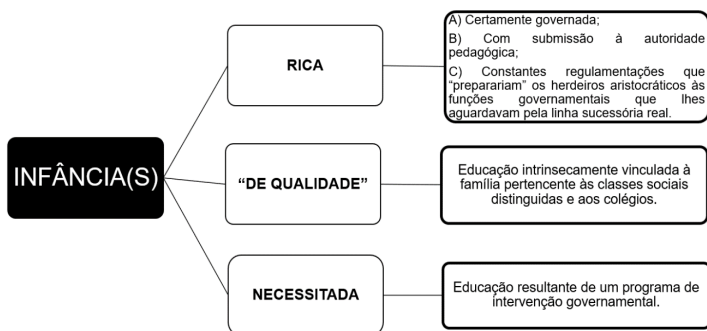 INFÂNCIA(S)
RICA
A) Certamente governada;
B) Com submissão à autoridade
pedagógica;
C) Constantes regulamentações que
“preparariam” os herdeiros aristocráticos às
funções governamentais que lhes
aguardavam pela linha sucessória real.
“DE QUALIDADE”
Educação intrinsecamente vinculada à
família pertencente às classes sociais
distinguidas e aos colégios.
NECESSITADA
Educação resultante de um programa de
intervenção governamental.